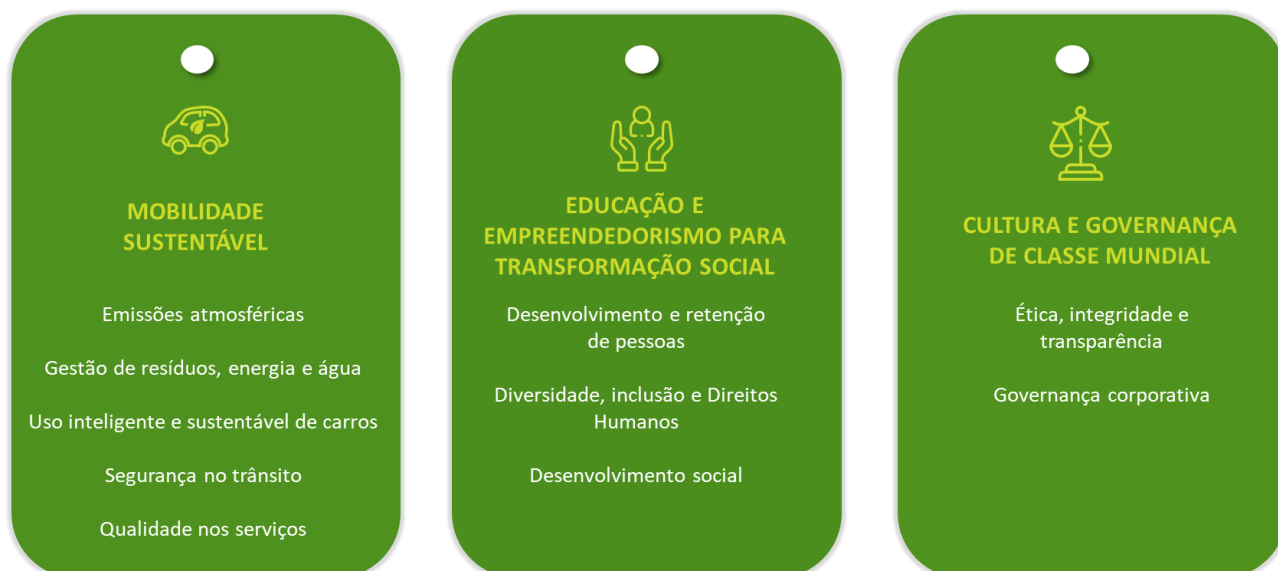 MOBILIDADE
SUSTENTÁVEL
Emissões atmosféricas
Gestão de resíduos, energia e água
Uso inteligente e sustentável de carros
Segurança no trânsito
Qualidade nos serviços
EDUCAÇÃO E
EMPREENDEDORISMO PARA
TRANSFORMAÇÃO SOCIAL
Desenvolvimento e retenção
de pessoas
Diversidade, inclusão e Direitos
Humanos
Desenvolvimento social
CULTURA E GOVERNANÇA
DE CLASSE MUNDIAL
Ética, integridade e
transparência
Governança corporativa